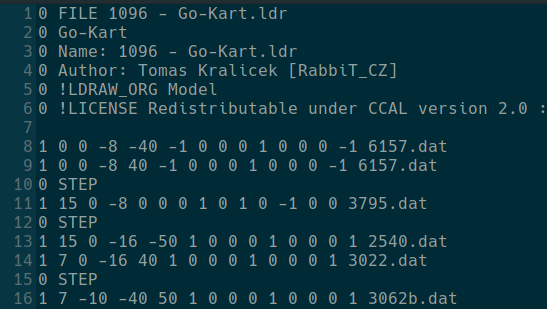 1 0 FILE 1096 - Go-Kart.ldr
2 0 Go-Kart
3 0 Name: 1096 - Go-Kart.ldr
4 0 Author: Tomas Kralicek [RabbiT_CZ]
5 0 !LDRAW_ORG Model
6 0 !LICENSE Redistributable under CCAL version 2.0 :
7
8 1 0 0 -8 -40 -1 0 0 0 1 0 0 0 -1 6157.dat
9 1 0 0 -8 40 -1 0 0 0 1 0 0 0 -1 6157.dat
10 0 STEP
11 1 15 0 -8 0 0 0 1 0 1 0 -1 0 0 3795.dat
12 0 STEP
13 1 15 0 -16 -50 1 0 0 0 1 0 0 0 1 2540.dat
14 1 7 0 -16 40 1 0 0 0 1 0 0 0 1 3022.dat
15 0 STEP
16 1 7 -10 -40 50 1 0 0 0 1 0 0 0 1 3062b.dat